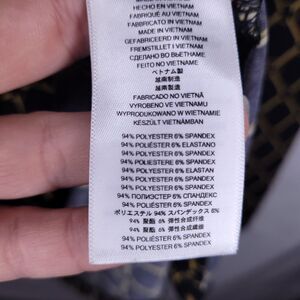 HECHO EN VIETNAM
FABRIQUÉ AU VIETNAM
FABBRICATO IN VIETNAM
MADE IN VIETNAM
GEFABRICEERD IN VIETNAM
FREMSTILLET I VIETNAM
СДЕЛАНО ВО ВЬЕТНАМЕ
FEITO NO VIETNAME
ベトナム製
越南制造
越南製造
FABRICADO NO VIETNÃ
VYROBENO VE VIETNAMU
WYPRODUKOWANO W WIETNAMIE
KÉSZÜLT VIETNÁMBAN
94% POLYESTER 6% SPANDEX
94% POLIÉSTER 6% ELASTANO
94% POLYESTER 6% SPANDEX
94% POLIESTERE 6% SPANDEX
94% POLYESTER 6% ELASTAN
94% POLYESTER 6% SPANDEX
94% POLYESTER 6% SPANDEX
94% ПОЛИЭСТЕР 6% СПАНДЕКС
94% POLIÉSTER 6% SPANDEX
ポリエステル 94% スパンデックス 6%
94% 聚酯 6% 弹性合成纤维
94% 聚酯 6% 彈性合成纖維
94% POLIÉSTER 6% SPANDEX
94% POLYESTER 6% SPANDEX